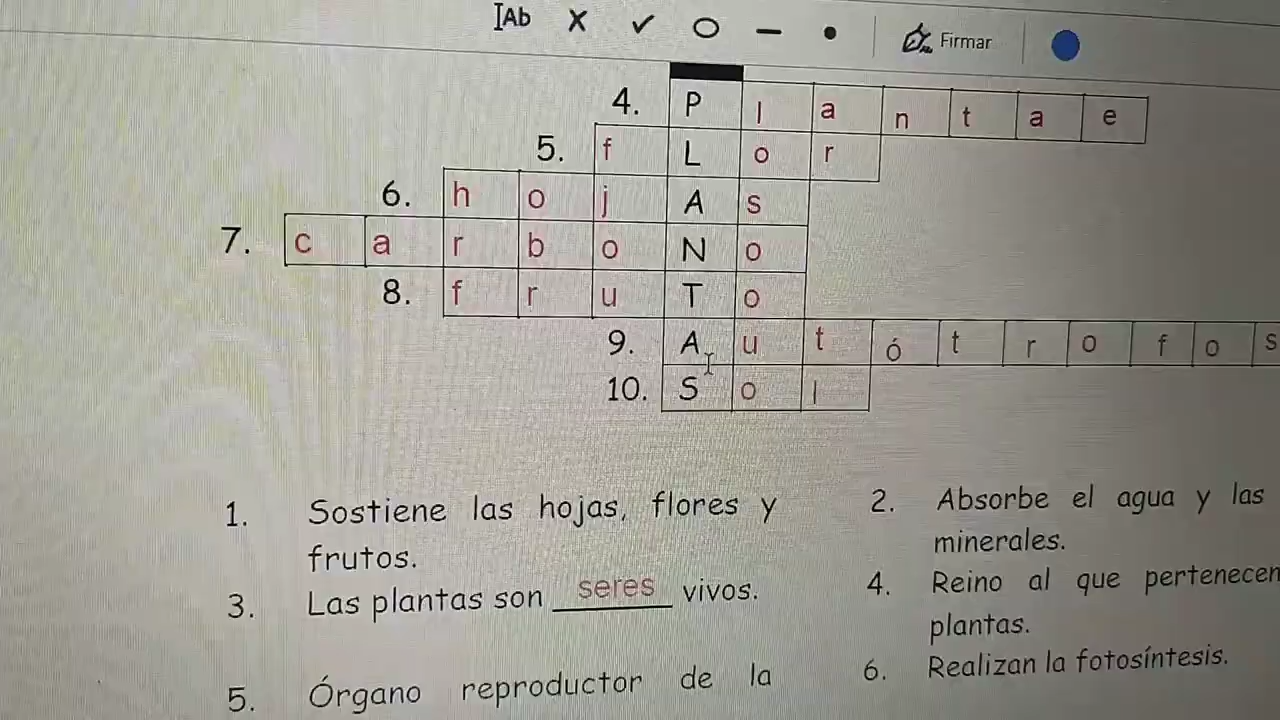 Ab Firmar
4. P l a n t a e
5. f L o r
6. h o j A s
7. c a r b o N o
8. f r u T o
9. A u t ó t r o f o s
10. S o l
1. Sostiene las hojas, flores y
frutos.
2. Absorbe el agua y las
minerales.
3. Las plantas son seres vivos.
4. Reino al que pertenecen
plantas.
5. Órgano reproductor de la
6. Realizan la fotosíntesis.